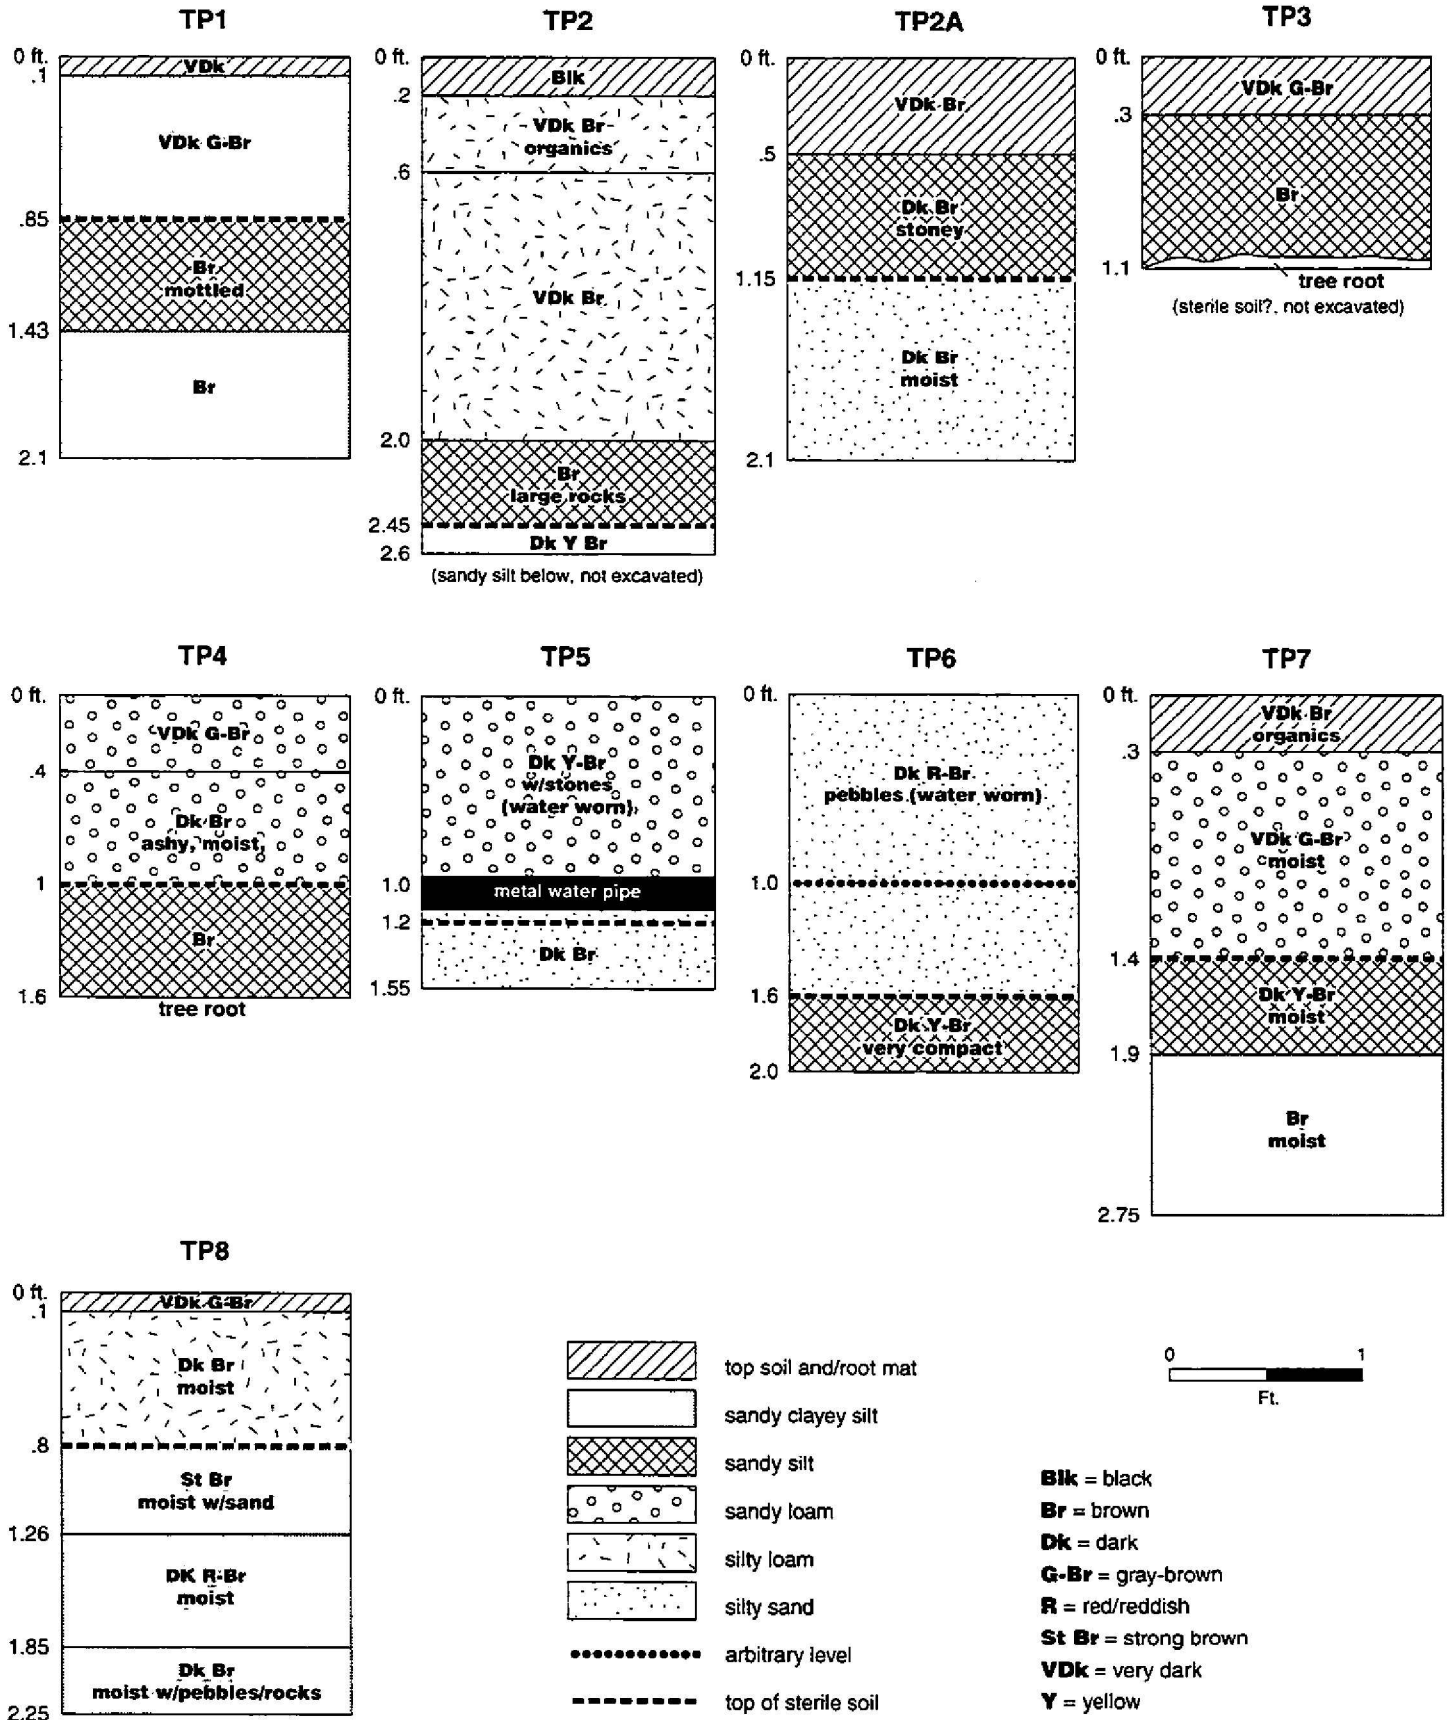 TP1
0 ft.
VDk
.1
VDk G-Br
.85
Br
mottled
1.43
Br
2.1
TP2
0 ft.
Blk
.2
VDk Br
organics
.6
VDk Br
2.0
Br
large rocks
2.45
Dk Y Br
2.6
(sandy silt below, not excavated)
TP2A
0 ft.
VDk Br
.5
Dk Br
stoney
1.15
Dk Br
moist
2.1
TP3
0 ft.
VDk G-Br
.3
Br
1.1
tree root
(sterile soil?, not excavated)
TP4
0 ft.
VDk G-Br
.4
Dk Br
ashy, moist
1
Br
1.6
tree root
TP5
0 ft.
Dk Y-Br
w/stones
(water worn)
1.0
metal water pipe
1.2
Dk Br
1.55
TP6
0 ft.
Dk R-Br
pebbles (water worn)
1.0
1.6
Dk Y-Br
very compact
2.0
TP7
0 ft.
VDk Br
organics
.3
VDk G-Br
moist
1.4
Dk Y-Br
moist
1.9
Br
moist
2.75
TP8
0 ft.
VDk G-Br
.1
Dk Br
moist
.8
St Br
moist w/sand
1.26
DK R-Br
moist
1.85
Dk Br
moist w/pebbles/rocks
2.25
top soil and/root mat
sandy clayey silt
sandy silt
sandy loam
silty loam
silty sand
arbitrary level
top of sterile soil
0 1
Ft.
Blk = black
Br = brown
Dk = dark
G-Br = gray-brown
R = red/reddish
St Br = strong brown
VDk = very dark
Y = yellow